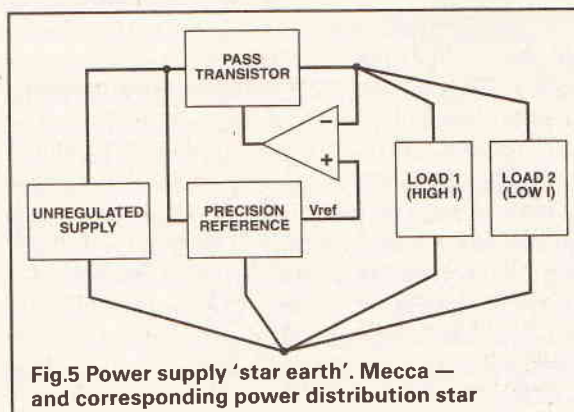 PASS
TRANSISTOR
−
+
UNREGULATED
SUPPLY
PRECISION
REFERENCE
Vref
LOAD 1
(HIGH I)
LOAD 2
(LOW I)
Fig.5 Power supply 'star earth'. Mecca —
and corresponding power distribution star